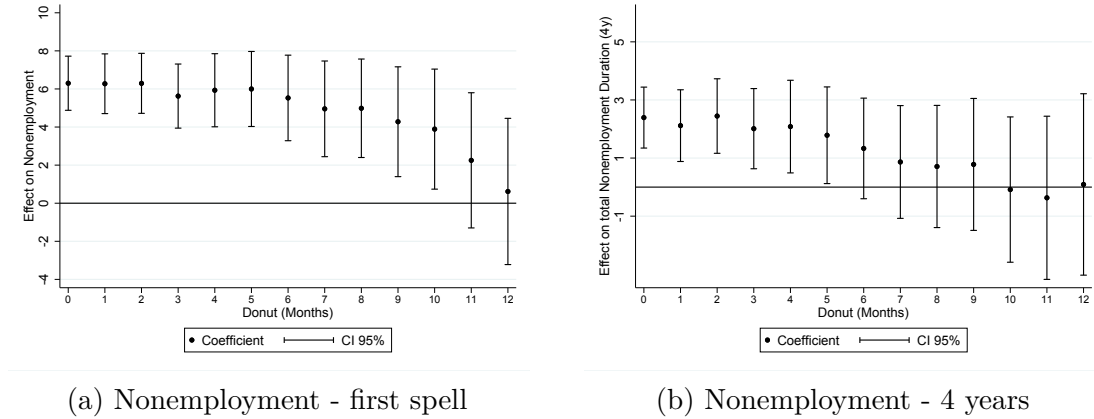 Effect on Nonemployment
10
8
6
4
2
0
-2
-4
0 1 2 3 4 5 6 7 8 9 10 11 12
Donut (Months)
Coefficient CI 95%
(a) Nonemployment - first spell
Effect on total Nonemployment Duration (4y)
5
3
1
-1
0 1 2 3 4 5 6 7 8 9 10 11 12
Donut (Months)
Coefficient CI 95%
(b) Nonemployment - 4 years